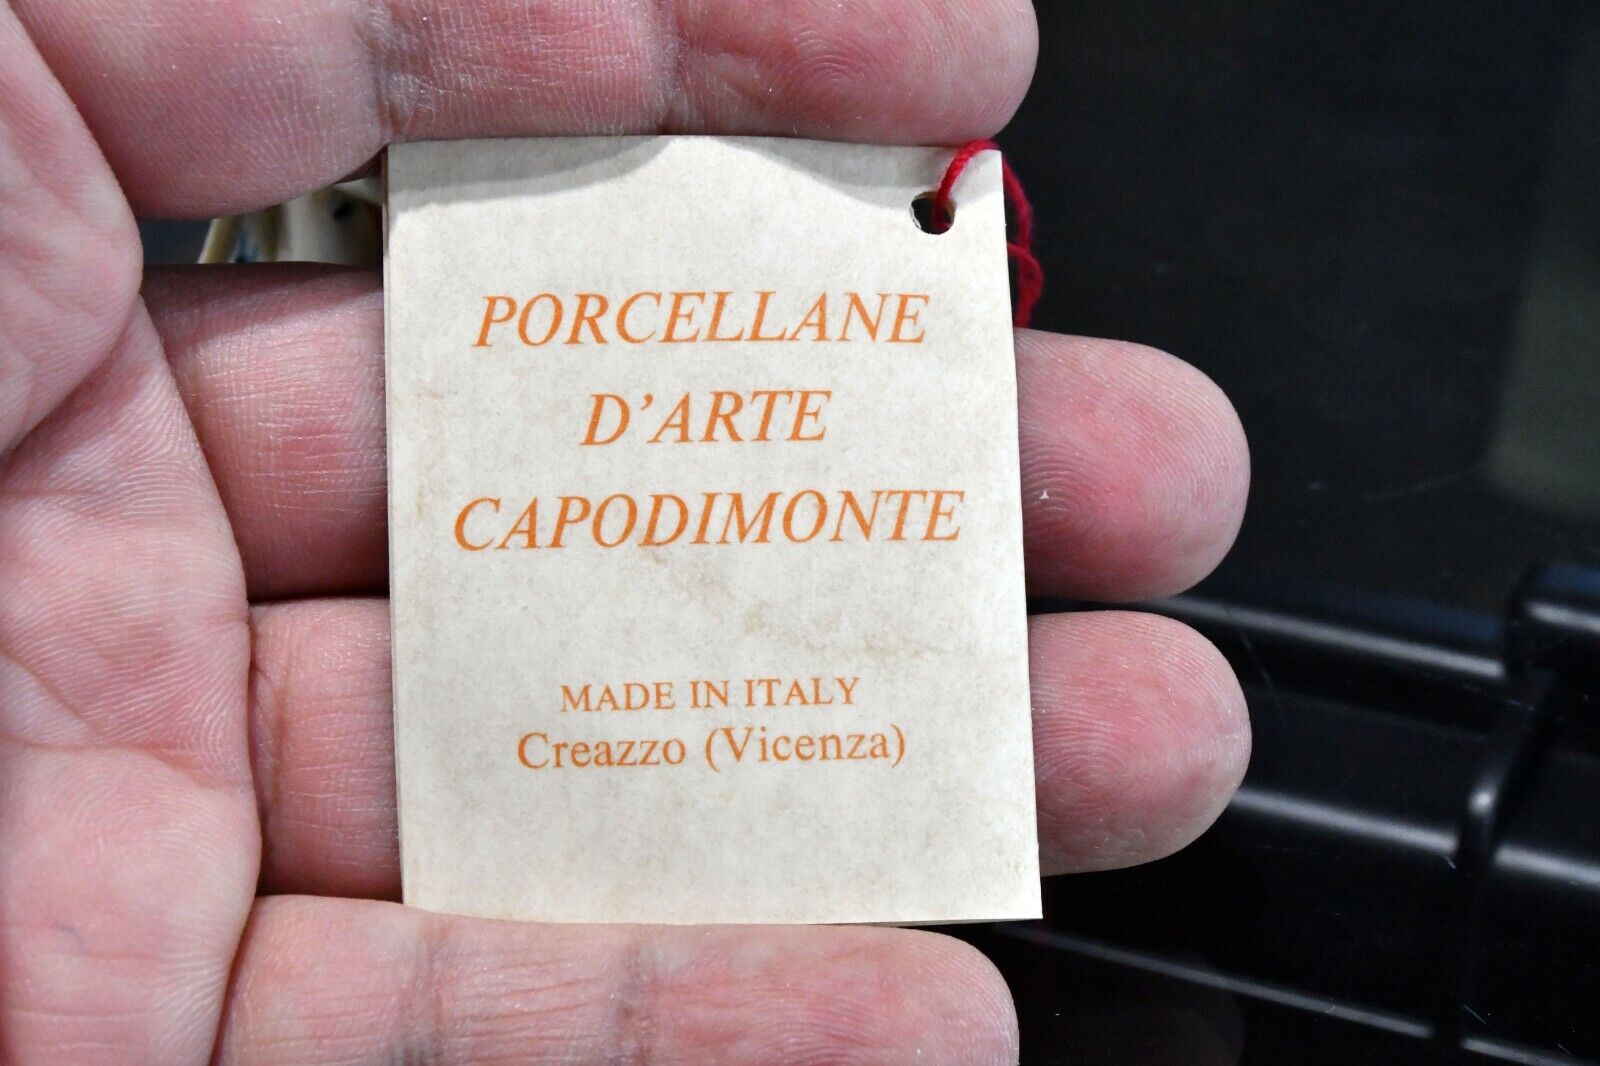 PORCELLANE
D’ARTE
CAPODIMONTE
MADE IN ITALY
Creazzo (Vicenza)